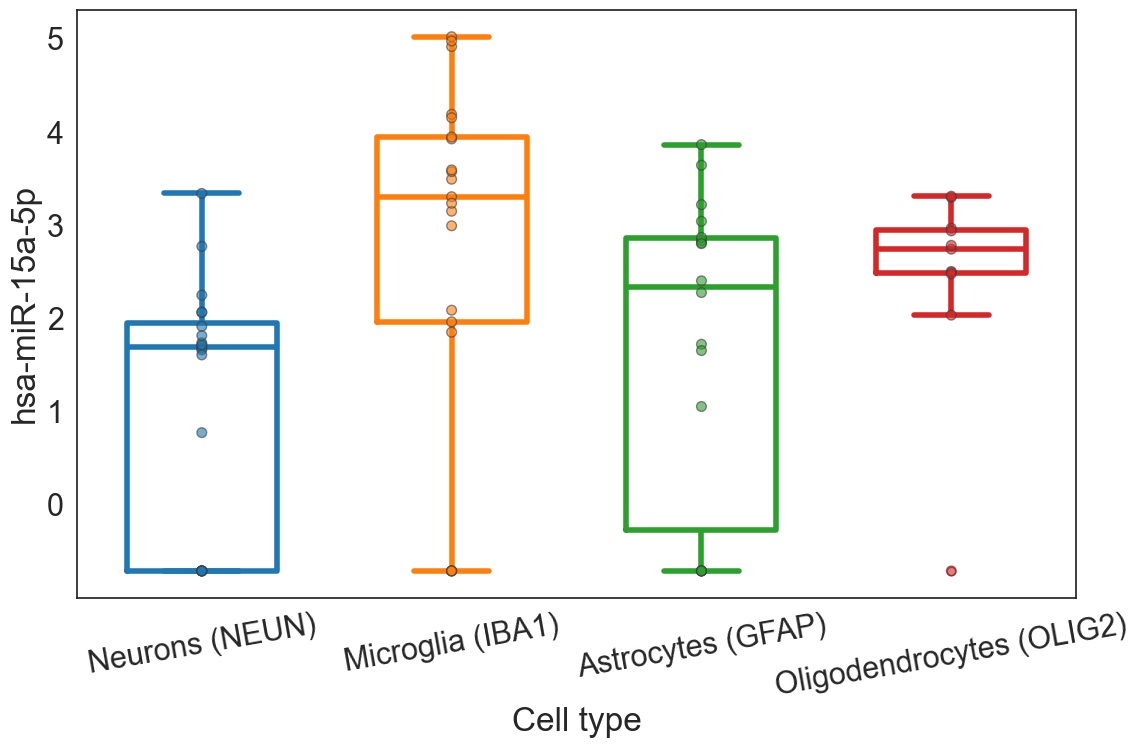 hsa-miR-15a-5p
5
4
3
2
1
0
Neurons (NEUN)
Microglia (IBA1)
Astrocytes (GFAP)
Oligodendrocytes (OLIG2)
Cell type